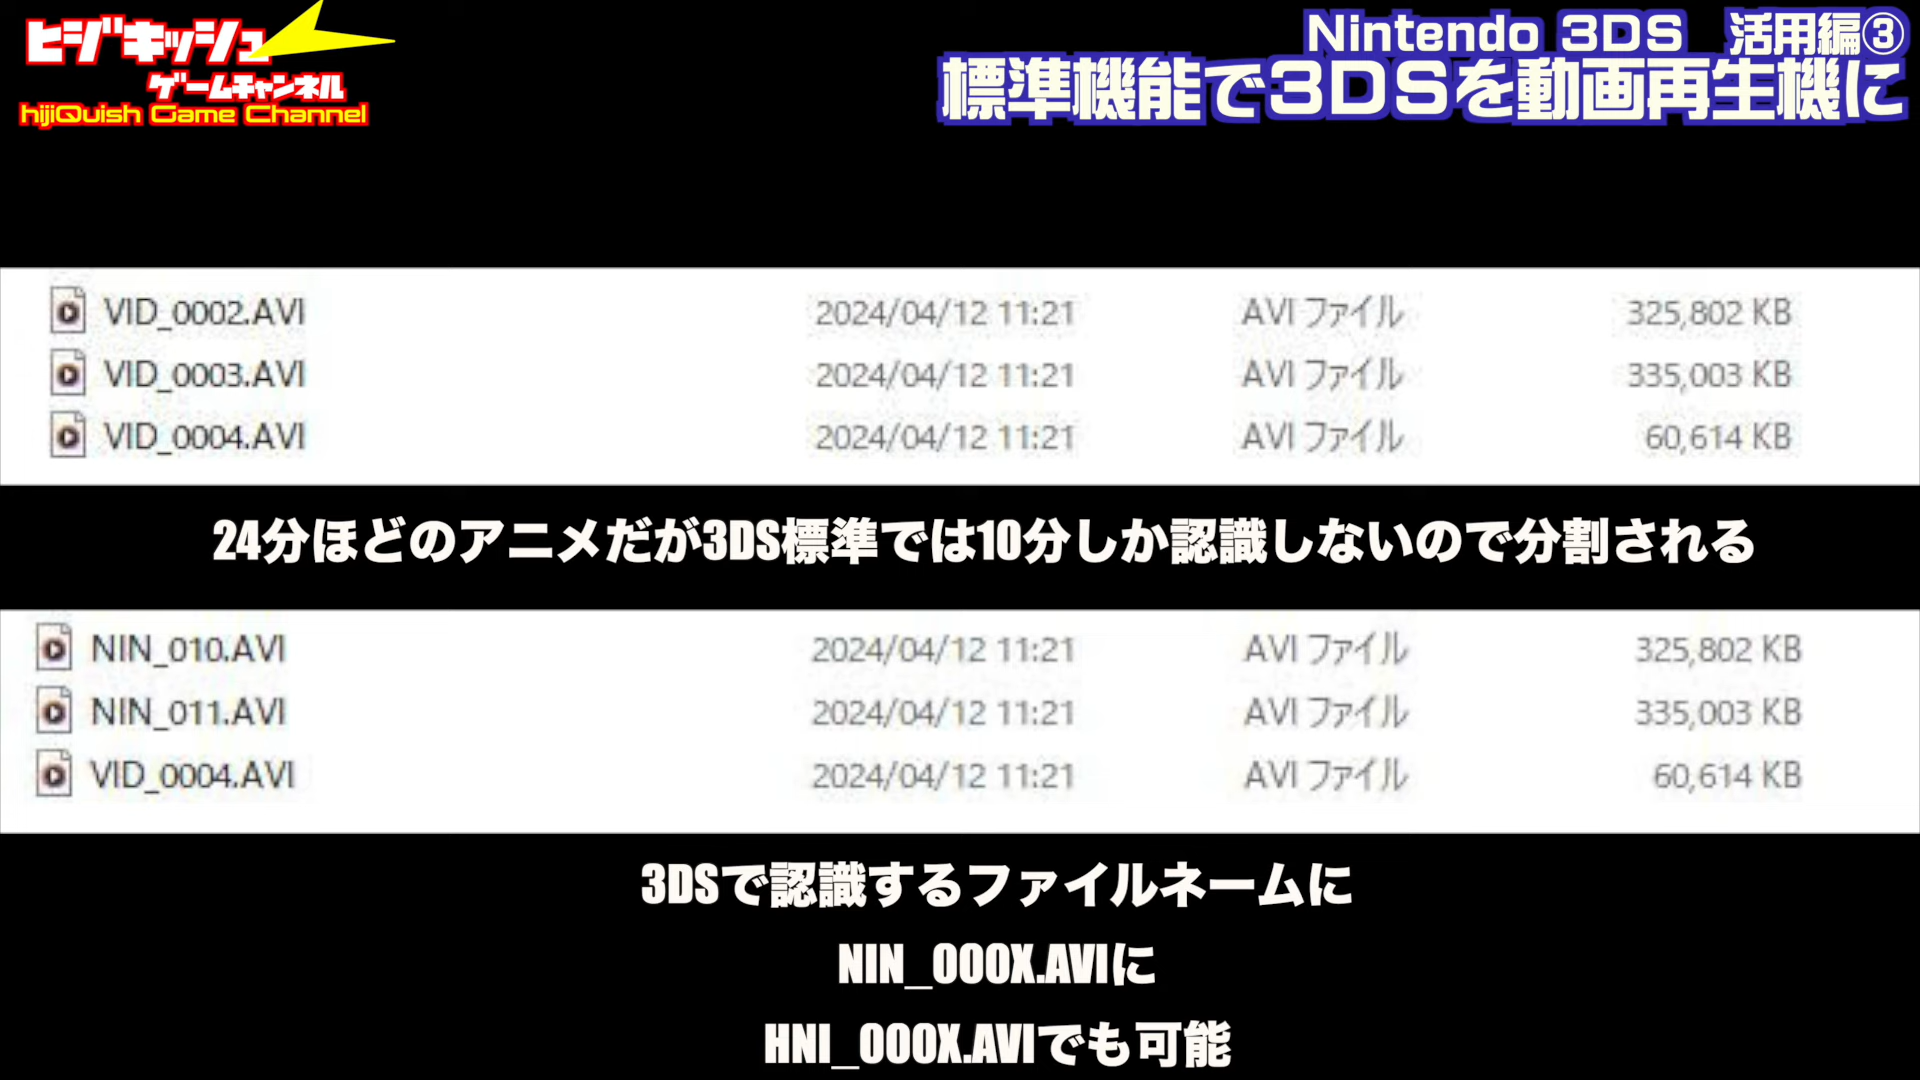 ヒジキッシュ
ゲームチャンネル
hijiQuish Game Channel
Nintendo 3DS 活用編③
標準機能で3DSを動画再生機に
VID_0002.AVI 2024/04/12 11:21 AVI ファイル 325,802 KB
VID_0003.AVI 2024/04/12 11:21 AVI ファイル 335,003 KB
VID_0004.AVI 2024/04/12 11:21 AVI ファイル 60,614 KB
24分ほどのアニメだが3DS標準では10分しか認識しないので分割される
NIN_010.AVI 2024/04/12 11:21 AVI ファイル 325,802 KB
NIN_011.AVI 2024/04/12 11:21 AVI ファイル 335,003 KB
VID_0004.AVI 2024/04/12 11:21 AVI ファイル 60,614 KB
3DSで認識するファイルネームに
NIN_000X.AVIに
HNI_000X.AVIでも可能